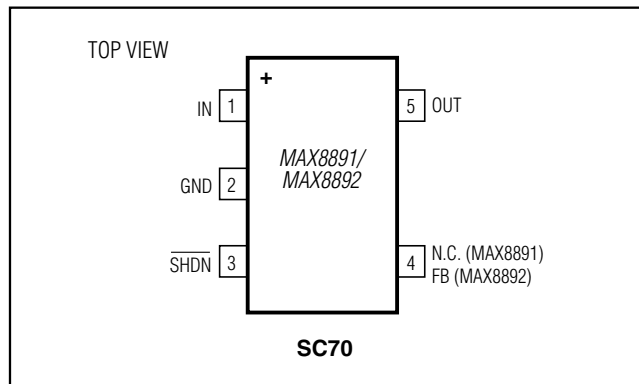 TOP VIEW
+
IN 1
5 OUT
MAX8891/
MAX8892
GND 2
SHDN 3
4 N.C. (MAX8891)
FB (MAX8892)
SC70